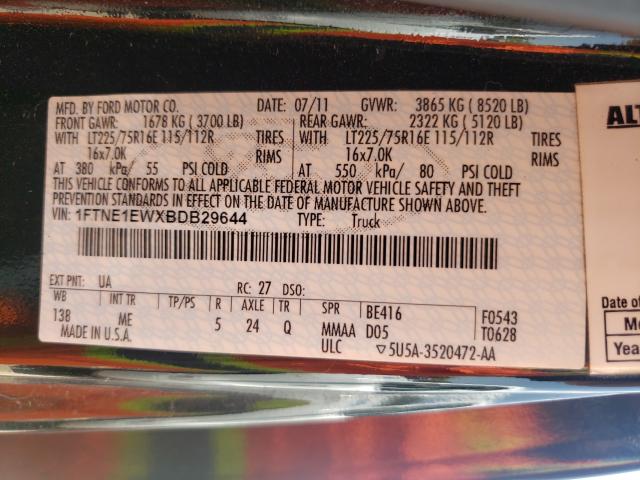 MFD. BY FORD MOTOR CO. DATE: 07/11 GVWR: 3865 KG ( 8520 LB)
FRONT GAWR: 1678 KG ( 3700 LB) REAR GAWR: 2322 KG ( 5120 LB)
WITH LT225/75R16E 115/112R TIRES WITH LT225/75R16E 115/112R TIRES
16x7.0K RIMS 16x7.0K RIMS
AT 380 kPa/ 55 PSI COLD AT 550 kPa/ 80 PSI COLD
THIS VEHICLE CONFORMS TO ALL APPLICABLE FEDERAL MOTOR VEHICLE SAFETY AND THEFT
PREVENTION STANDARDS IN EFFECT ON THE DATE OF MANUFACTURE SHOWN ABOVE.
VIN: 1FTNE1EWXBDB29644 TYPE: Truck
EXT PNT: UA RC: 27 DSO:
WB INT TR TP/PS R AXLE TR SPR BE416 F0543
138 ME 5 24 Q MMAA D05 T0628
MADE IN U.S.A. ULC 5U5A-3520472-AA
Date of
Year